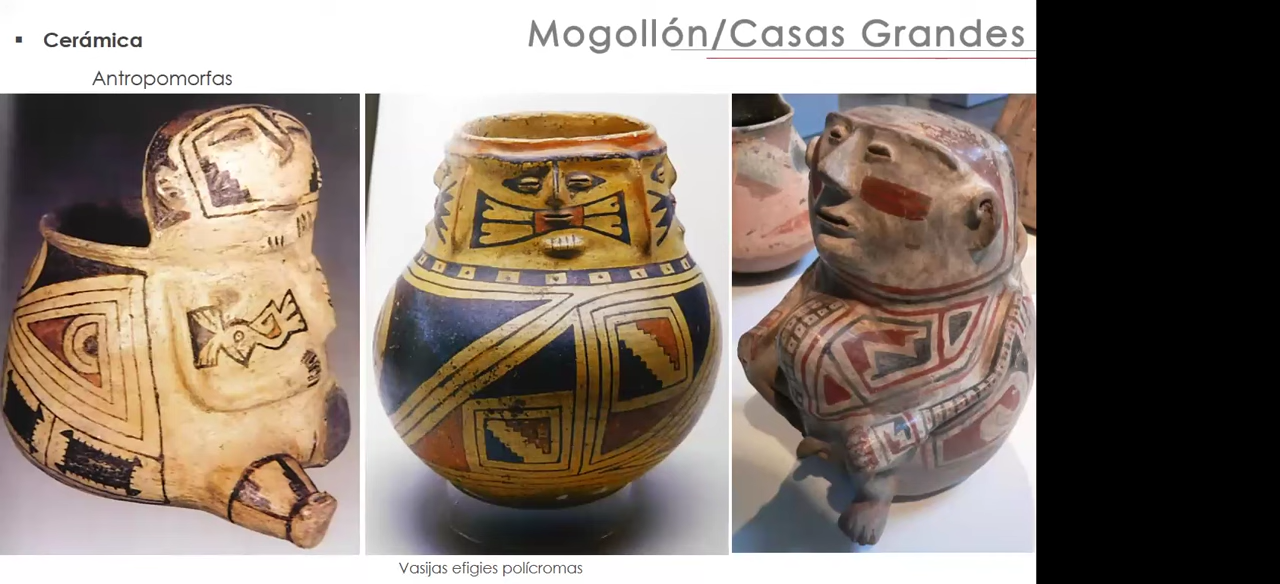 Mogollón/Casas Grandes
▪ Cerámica
Antropomorfas
Vasijas efigies polícromas